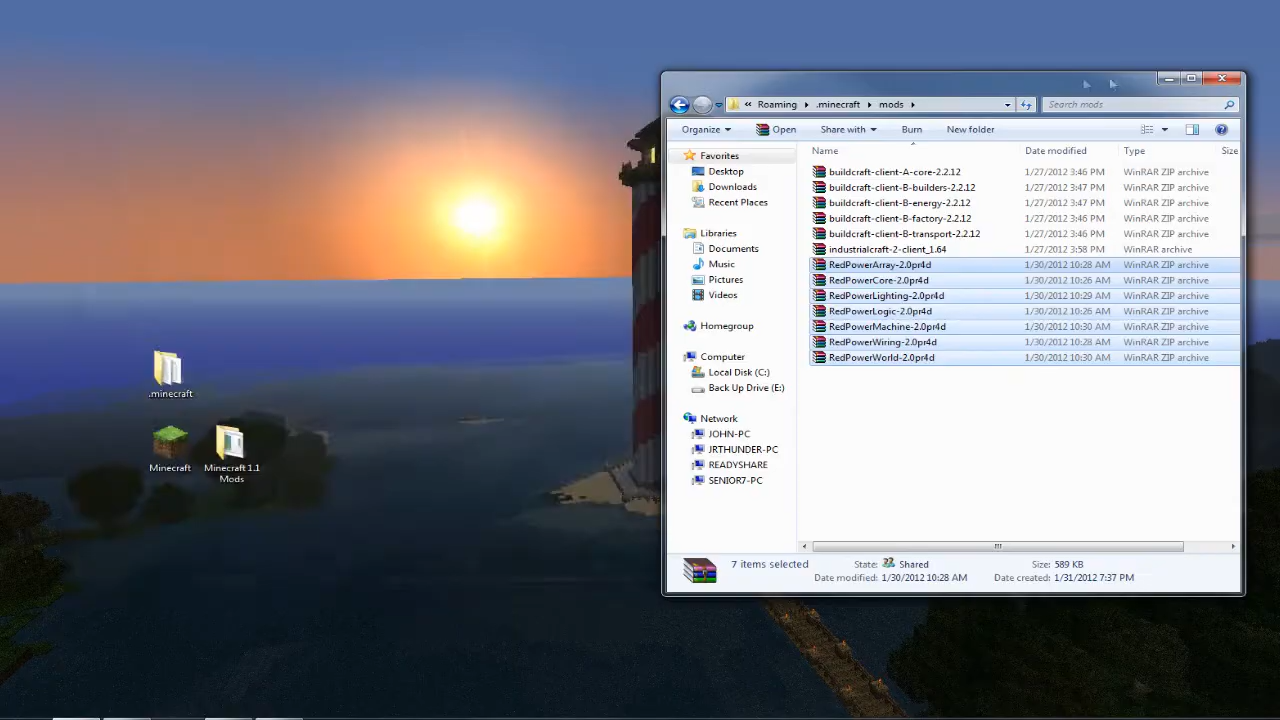 « Roaming .minecraft mods Search mods
Organize Open Share with Burn New folder
Favorites
Desktop
Downloads
Recent Places
Libraries
Documents
Music
Pictures
Videos
Homegroup
Computer
Local Disk (C:)
Back Up Drive (E:)
Network
JOHN-PC
JRTHUNDER-PC
READYSHARE
SENIOR7-PC
Name Date modified Type Size
buildcraft-client-A-core-2.2.12 1/27/2012 3:46 PM WinRAR ZIP archive
buildcraft-client-B-builders-2.2.12 1/27/2012 3:47 PM WinRAR ZIP archive
buildcraft-client-B-energy-2.2.12 1/27/2012 3:47 PM WinRAR ZIP archive
buildcraft-client-B-factory-2.2.12 1/27/2012 3:46 PM WinRAR ZIP archive
buildcraft-client-B-transport-2.2.12 1/27/2012 3:46 PM WinRAR ZIP archive
industrialcraft-2-client_1.64 1/27/2012 3:58 PM WinRAR archive
RedPowerArray-2.0pr4d 1/30/2012 10:28 AM WinRAR ZIP archive
RedPowerCore-2.0pr4d 1/30/2012 10:26 AM WinRAR ZIP archive
RedPowerLighting-2.0pr4d 1/30/2012 10:29 AM WinRAR ZIP archive
RedPowerLogic-2.0pr4d 1/30/2012 10:26 AM WinRAR ZIP archive
RedPowerMachine-2.0pr4d 1/30/2012 10:30 AM WinRAR ZIP archive
RedPowerWiring-2.0pr4d 1/30/2012 10:28 AM WinRAR ZIP archive
RedPowerWorld-2.0pr4d 1/30/2012 10:30 AM WinRAR ZIP archive
7 items selected State: Shared Size: 589 KB
Date modified: 1/30/2012 10:28 AM Date created: 1/31/2012 7:37 PM
.minecraft
Minecraft
Minecraft 1.1
Mods